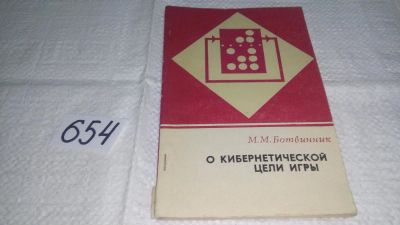 654
М.М.Ботвинник
О КИБЕРНЕТИЧЕСКОЙ
ЦЕЛИ ИГРЫ